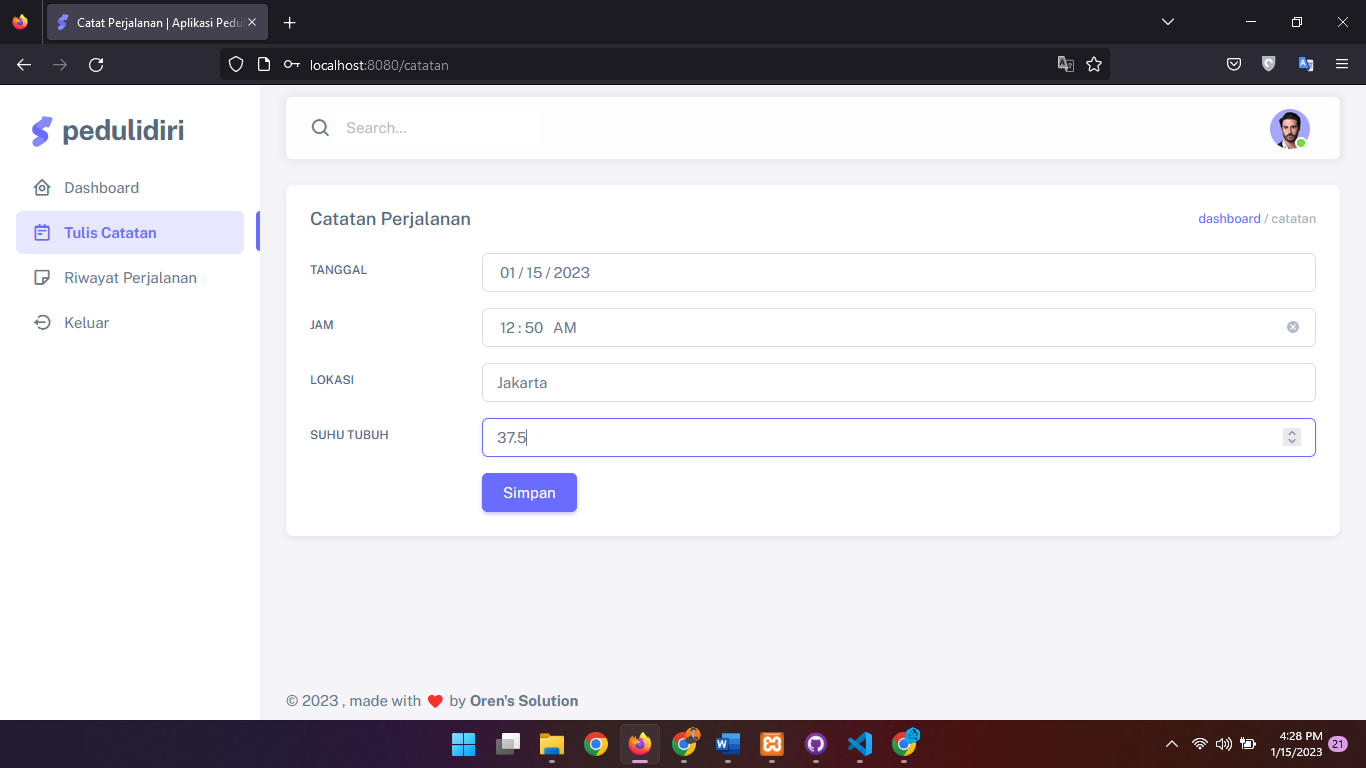 Catat Perjalanan | Aplikasi Pedu
localhost:8080/catatan
pedulidiri
Search...
Dashboard
Tulis Catatan
Riwayat Perjalanan
Keluar
Catatan Perjalanan
dashboard / catatan
TANGGAL
01 / 15 / 2023
JAM
12 : 50 AM
LOKASI
Jakarta
SUHU TUBUH
37.5
Simpan
© 2023 , made with ❤️ by Oren's Solution
4:28 PM
1/15/2023
21